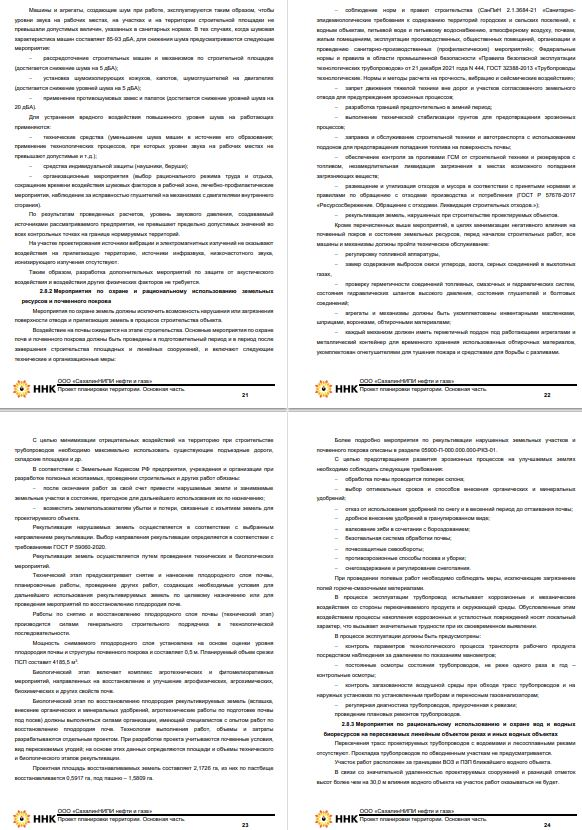 Машины и агрегаты, создающие шум при работе, эксплуатируются таким образом, чтобы
уровни звука на рабочих местах, на участках и на территории строительной площадки не
превышали допустимых величин, указанных в санитарных нормах. В тех случаях, когда шумовая
характеристика машин составляет 85-93 дБА, для снижения шума предусматриваются следующие
мероприятия:
– рассредоточение строительных машин и механизмов по строительной площадке
(достигается снижение шума на 5 дБА);
– установка шумоизолирующих кожухов, капотов, шумоглушителей на двигателях
(достигается снижение уровней шума на 5 дБА);
– применение противошумовых завес и палаток (достигается снижение уровней шума на
20 дБА).
Для устранения вредного воздействия повышенного уровня шума на работающих
применяются:
– технические средства (уменьшение шума машин в источнике его образования;
применение технологических процессов, при которых уровни звука на рабочих местах не
превышают допустимые и т.д.);
– средства индивидуальной защиты (наушники, беруши);
– организационные мероприятия (выбор рационального режима труда и отдыха,
сокращение времени воздействия шумовых факторов в рабочей зоне, лечебно-профилактические
мероприятия, наблюдение за исправностью глушителей на механизмах с двигателями внутреннего
сгорания).
По результатам проведенных расчетов, уровень звукового давления, создаваемый
источниками рассматриваемого предприятия, не превышает предельно допустимых значений во
всех контрольных точках на границе нормируемых территорий.
На участке проектирования источники вибрации и электромагнитных излучений не оказывают
воздействия на прилегающую территорию, источники инфразвука, низкочастотного звука,
ионизирующего излучения отсутствуют.
Таким образом, разработка дополнительных мероприятий по защите от акустического
воздействия и воздействия других физических факторов не требуется.
2.8.2 Мероприятия по охране и рациональному использованию земельных
ресурсов и почвенного покрова
Мероприятия по охране земель должны исключать возможность нарушения или загрязнения
поверхности отвода и прилегающих земель в процессе строительства объекта.
Воздействие на почвы ожидается на этапе строительства. Основные мероприятия по охране
почв и почвенного покрова должны быть проведены в подготовительный период и в период после
завершения строительства площадных и линейных сооружений, и включают следующие
технические и организационные меры:
ННК
ООО «СахалинНИПИ нефти и газа»
Проект планировки территории. Основная часть.
21
– соблюдение норм и правил строительства (СанПиН 2.1.3684-21 «Санитарно-
эпидемиологические требования к содержанию территорий городских и сельских поселений, к
водным объектам, питьевой воде и питьевому водоснабжению, атмосферному воздуху, почвам,
жилым помещениям, эксплуатации производственных, общественных помещений, организации и
проведению санитарно-противоэпидемических (профилактических) мероприятий»; Федеральные
нормы и правила в области промышленной безопасности «Правила безопасной эксплуатации
технологических трубопроводов» от 21 декабря 2021 года N 444, ГОСТ 32388-2013 «Трубопроводы
технологические. Нормы и методы расчета на прочность, вибрацию и сейсмические воздействия»;
– запрет движения тяжелой техники вне дорог и участков согласованного земельного
отвода для предупреждения эрозионных процессов;
– разработка траншей предпочтительно в зимний период;
– выполнение технической стабилизации грунтов для предотвращения эрозионных
процессов;
– заправка и обслуживание строительной техники и автотранспорта с использованием
поддонов для предотвращения попадания топлива на поверхность почвы;
– обеспечение контроля за проливами ГСМ от строительной техники и резервуаров с
топливом, незамедлительная ликвидация загрязнения в местах возможного попадания
загрязняющих веществ;
– размещение и утилизация отходов и мусора в соответствии с принятыми нормами и
правилами по обращению с отходами производства и потребления (ГОСТ Р 57678-2017
«Ресурсосбережение. Обращение с отходами. Ликвидация строительных отходов.»);
– рекультивация земель, нарушенных при строительстве проектируемых объектов.
Кроме перечисленных выше мероприятий, в целях минимизации негативного влияния на
почвенный покров и состояние земельных ресурсов, перед началом строительных работ, все
машины и механизмы должны пройти техническое обслуживание:
– регулировку топливной аппаратуры,
– замер содержания выбросов окиси углерода, азота, серных соединений в выхлопных
газах,
– проверку герметичности соединений топливных, смазочных и гидравлических систем,
состояния гидравлических шлангов высокого давления, состояния глушителей и болтовых
соединений;
– агрегаты и механизмы должны быть укомплектованы инвентарными масленками,
шприцами, воронками, обтирочными материалами;
– каждый механизм должен иметь герметичный поддон под работающими агрегатами и
металлический контейнер для временного хранения использованных обтирочных материалов,
укомплектован огнетушителями для тушения пожара и средствами для борьбы с разливами.
ННК
ООО «СахалинНИПИ нефти и газа»
Проект планировки территории. Основная часть.
22
С целью минимизации отрицательных воздействий на территорию при строительстве
трубопроводов необходимо максимально использовать существующие подъездные дороги,
складские площадки и др.
В соответствии с Земельным Кодексом РФ предприятия, учреждения и организации при
разработке полезных ископаемых, проведении строительных и других работ обязаны:
– после окончания работ за свой счет привести нарушаемые земли и занимаемые
земельные участки в состояние, пригодное для дальнейшего использования их по назначению;
– возместить землепользователям убытки и потери, связанные с изъятием земель для
проектируемого объекта.
Рекультивация нарушаемых земель осуществляется в соответствии с выбранным
направлением рекультивации. Выбор направления рекультивации определяется в соответствии с
требованиями ГОСТ Р 59060-2020.
Рекультивация земель осуществляется путем проведения технических и биологических
мероприятий.
Технический этап предусматривает снятие и нанесение плодородного слоя почвы,
планировочные работы, проведение других работ, создающих необходимые условия для
дальнейшего использования рекультивируемых земель по целевому назначению или для
проведения мероприятий по восстановлению плодородия почв.
Работы по снятию и восстановлению плодородного слоя почвы (технический этап)
производятся силами генерального строительного подрядчика в технологической
последовательности.
Мощность снимаемого плодородного слоя установлена на основе оценки уровня
плодородия почвы и структуры почвенного покрова и составляет 0,5 м. Планируемый объем срезки
ПСП составит 4185,5 м³.
Биологический этап включает комплекс агротехнических и фитомелиоративных
мероприятий, направленных на восстановление и улучшение агрофизических, агрохимических,
биохимических и других свойств почв.
Биологический этап по восстановлению плодородия рекультивируемых земель (вспашка,
внесение органических и минеральных удобрений, агротехнические работы по подготовке почвы
под посев) должны выполняться силами организации, имеющей специалистов с опытом работ по
восстановлению плодородия почв. Технология выполнения работ, объемы и затраты
разрабатываются отдельным проектом. При разработке проекта учитываются почвенные условия,
вид пересекаемых угодий; на основе этих данных определяются площади и объемы технического
и биологического этапов рекультивации.
Проектная площадь восстанавливаемых земель составляет 2,1726 га, из них по пастбище
восстанавливается 0,5917 га, под пашню – 1,5809 га.
ННК
ООО «СахалинНИПИ нефти и газа»
Проект планировки территории. Основная часть.
23
Более подробно мероприятия по рекультивации нарушенных земельных участков и
почвенного покрова описаны в разделе 05900-П-000.000.000-РКЗ-01.
С целью предотвращения развития эрозионных процессов на улучшаемых землях
необходимо соблюдать следующие требования:
– обработка почвы проводится поперек склона;
– выбор оптимальных сроков и способов внесения органических и минеральных
удобрений;
– отказ от использования удобрений по снегу и в весенний период до оттаивания почвы;
– дробное внесение удобрений в гранулированном виде;
– валкование зяби в сочетании с бороздованием;
– безотвальная система обработки почвы;
– почвозащитные севообороты;
– противоэрозионные способы посева и уборки;
– снегозадержание и регулирование снеготаяния.
При проведении полевых работ необходимо соблюдать меры, исключающие загрязнение
полей горюче-смазочными материалами.
В процессе эксплуатации трубопровод испытывает коррозионные и механические
воздействия со стороны перекачиваемого продукта и окружающей среды. Обусловленные этим
воздействием процессы накопления коррозионных и усталостных повреждений носят локальный
характер, что вызывает значительные трудности при их своевременном выявлении.
В процессе эксплуатации должны быть предусмотрены:
– контроль параметров технологического процесса транспорта рабочего продукта
посредством наблюдения за давлением по показаниям манометров;
– постоянные осмотры состояния трубопроводов, не реже одного раза в год –
контрольные осмотры;
– контроль загазованности воздушной среды при обходе трасс трубопроводов и на
наружных установках по установленным приборам и переносным газоанализаторам;
– регулярная диагностика трубопроводов, приуроченная к ревизии;
проведение плановых ремонтов трубопроводов.
2.8.3 Мероприятия по рациональному использованию и охране вод и водных
биоресурсов на пересекаемых линейным объектом реках и иных водных объектах
Пересечения трасс проектируемых трубопроводов с водоемами и лесосплавными реками
отсутствуют. Прокладка трубопроводов по обводненным участкам не предусматривается.
Участок работ расположен за границами ВОЗ и ПЗП ближайшего водного объекта.
В связи со значительной удаленностью проектируемых сооружений и разницей отметок
высот более чем на 30,0 м влияния водного объекта на участок работ оказываться не будет.
ННК
ООО «СахалинНИПИ нефти и газа»
Проект планировки территории. Основная часть.
24